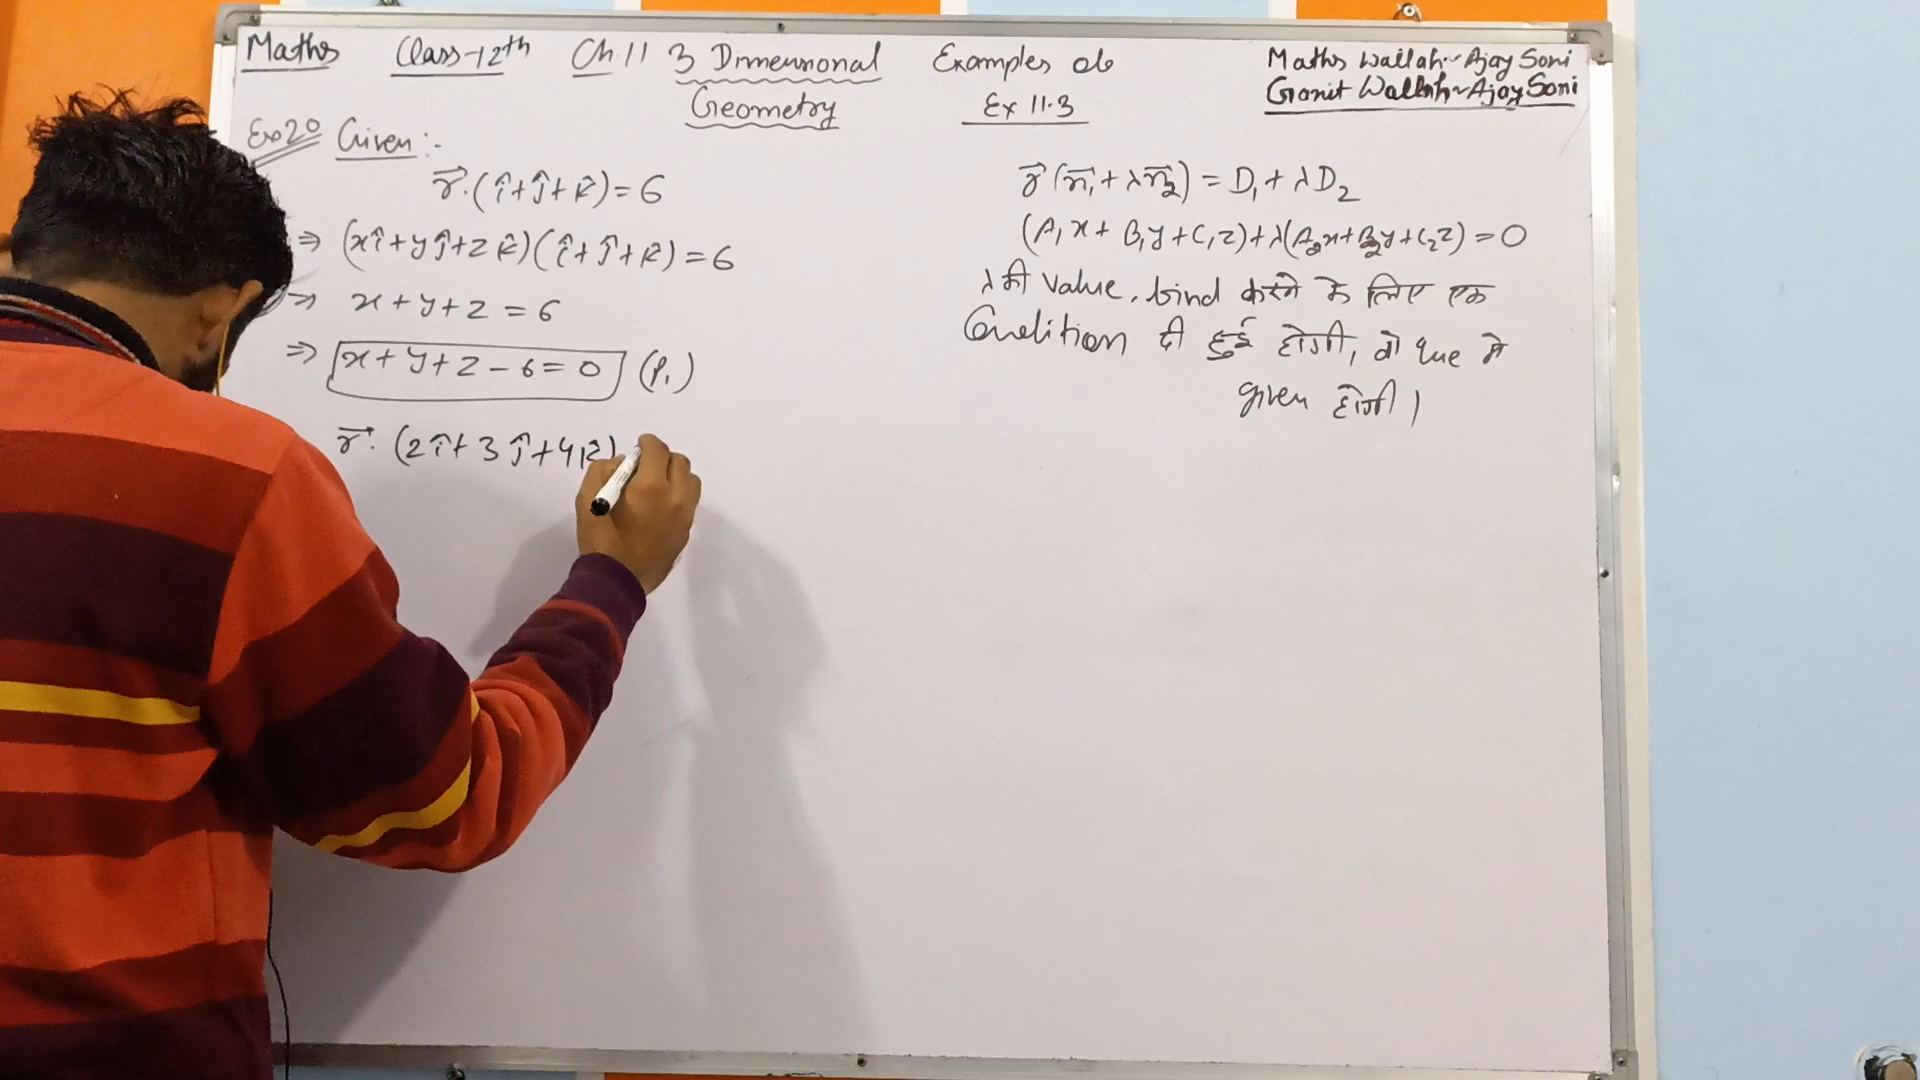 Maths Class-12th Ch 11 3 Dimensional Geometry
Examples of Ex 11.3
Maths Wallah-Ajay Soni
Ganit Wallah-Ajay Soni
Ex20 Given:-
r⃗.(î+ĵ+k̂)=6
⇒ (xî+yĵ+zk̂)(î+ĵ+k̂)=6
⇒ x+y+z=6
⇒ x+y+z-6=0 (P₁)
r⃗.(2î+3ĵ+4k̂)
r⃗(n⃗₁+λn⃗₂)=D₁+λD₂
(A₁x+B₁y+C₁z)+λ(A₂x+B₂y+C₂z)=0
λ की value find करने के लिए एक
Condition दी हुई होगी, वो que में
given होगी।